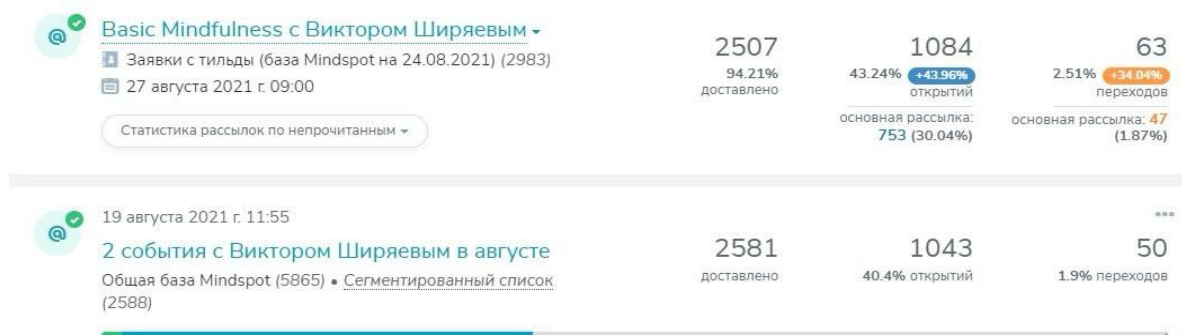 Basic Mindfulness с Виктором Ширяевым
Заявки с тильды (база Mindspot на 24.08.2021) (2983)
27 августа 2021 г. 09:00
Статистика рассылок по непрочитанным
2507
94.21%
доставлено
1084
43.24% +43.96%
открытий
основная рассылка:
753 (30.04%)
63
2.51% +34.04%
переходов
основная рассылка: 47
(1.87%)
19 августа 2021 г. 11:55
2 события с Виктором Ширяевым в августе
Общая база Mindspot (5865) • Сегментированный список
(2588)
2581
доставлено
1043
40.4% открытий
50
1.9% переходов